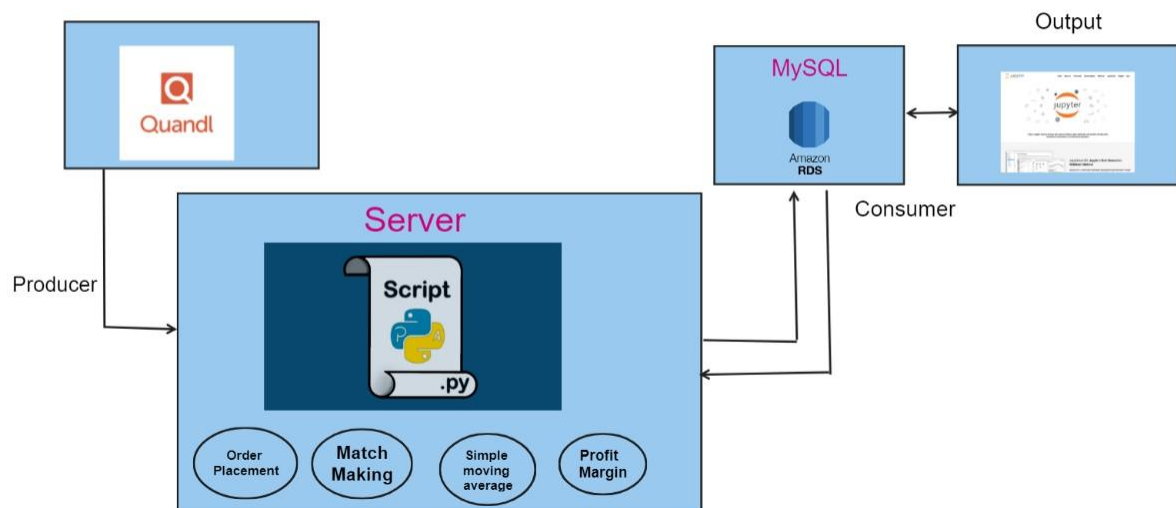 Output
Quandl
MySQL
Amazon
RDS
jupyter
Consumer
Server
Producer
Script
.py
Order
Placement
Match
Making
Simple
moving
average
Profit
Margin